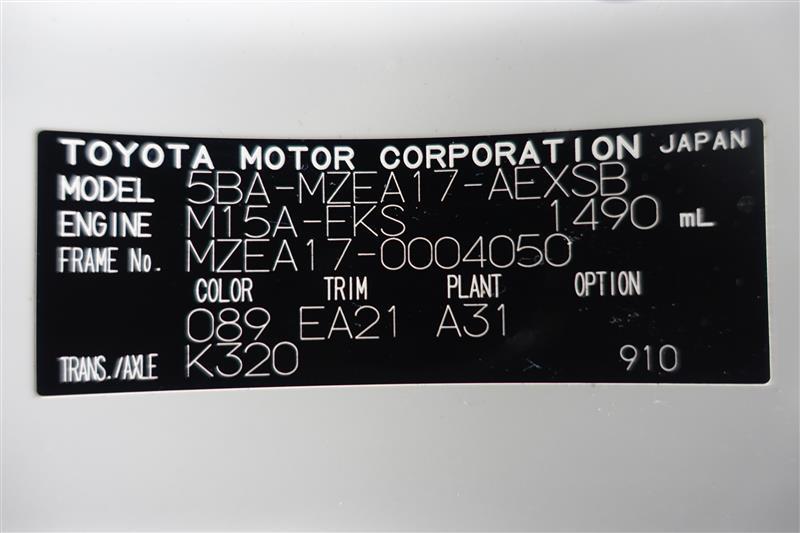 TOYOTA MOTOR CORPORATION JAPAN
MODEL 5BA-MZEA17-AEXSB
ENGINE M15A-FKS 1490 mL
FRAME No. MZEA17-0004050
COLOR TRIM PLANT OPTION
089 EA21 A31
TRANS./AXLE K320 910